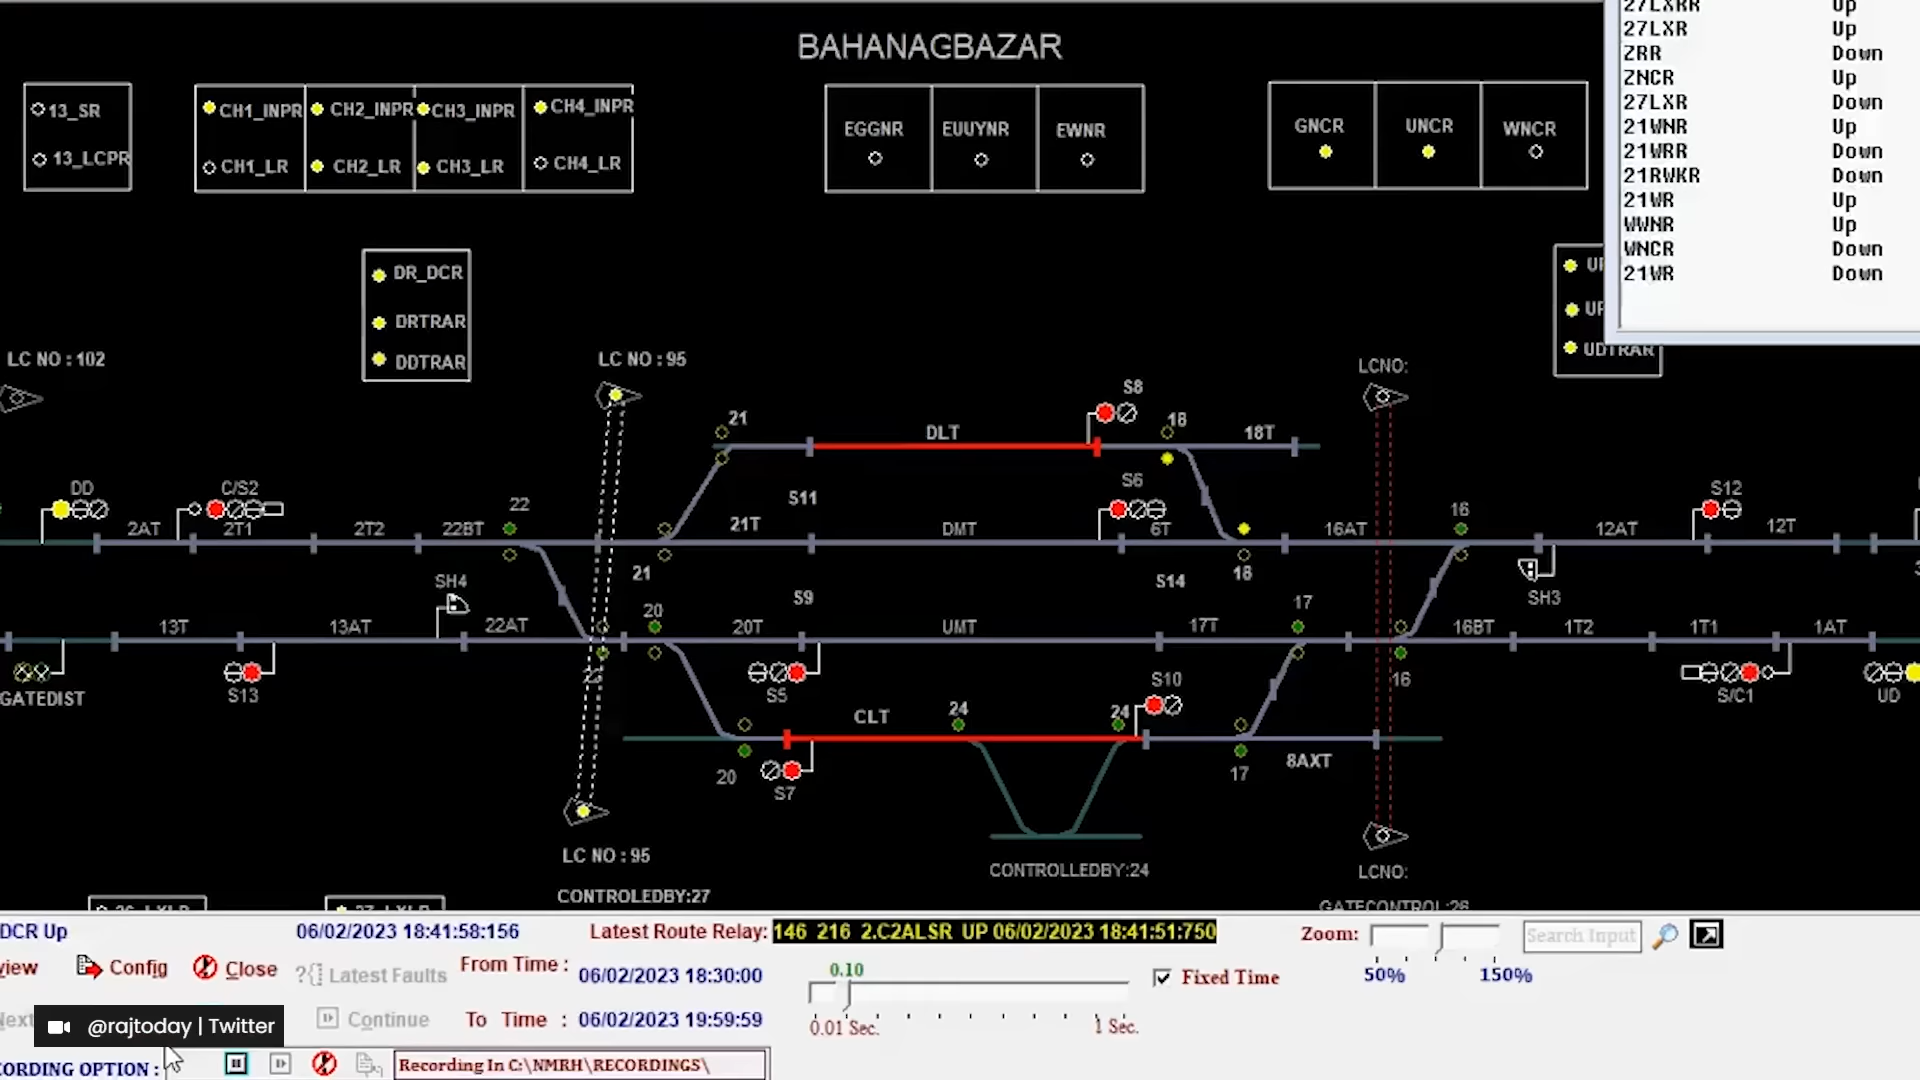 BAHANAGBAZAR
27LXRR Up
27LXR Up
ZRR Down
ZNCR Up
27LXR Down
21WNR Up
21WRR Down
21RWKR Down
21WR Up
WWNR Up
WNCR Down
21WR Down
13_SR
13_LCPR
CH1_INPR CH2_INPR CH3_INPR CH4_INPR
CH1_LR CH2_LR CH3_LR CH4_LR
EGGNR EUUYNR EWNR
GNCR UNCR WNCR
DR_DCR
DRTRAR
DDTRAR
UDTRAR
LC NO : 102
LC NO : 95
LCNO:
S8
21
DLT
18
18T
S6
DD
C/S2
S11
S12
22
16
2AT
2T1
2T2
22BT
21T
DMT
6T
16AT
12AT
12T
SH4
21
S14
18
SH3
S9
20
17
13T
13AT
22AT
20T
UMT
17T
16BT
1T2
1T1
1AT
GATEDIST
S13
S5
S10
16
S/C1
UD
CLT
24
24
20
S7
17
8AXT
LC NO : 95
CONTROLEDBY:27
CONTROLLEDBY:24
LCNO:
GATECONTROL:26
DCR Up
06/02/2023 18:41:58:156
Latest Route Relay: 146 216 2.C2ALSR UP 06/02/2023 18:41:51:750
Zoom:
Search Input
50% 150%
Config
Close
Latest Faults
From Time : 06/02/2023 18:30:00
0.10
Fixed Time
@rajtoday | Twitter
Continue
To Time : 06/02/2023 19:59:59
0.01 Sec. 1 Sec.
CORDING OPTION :
Recording In C:\NMRH\RECORDINGS\